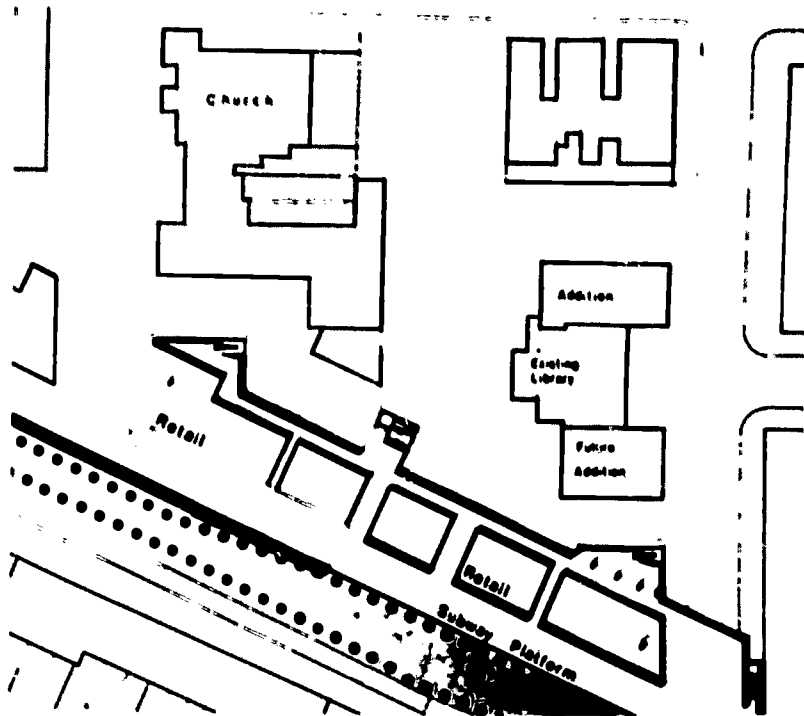 Church
Addition
Existing
Library
Retail
Future
Addition
Retail
Subway Platform